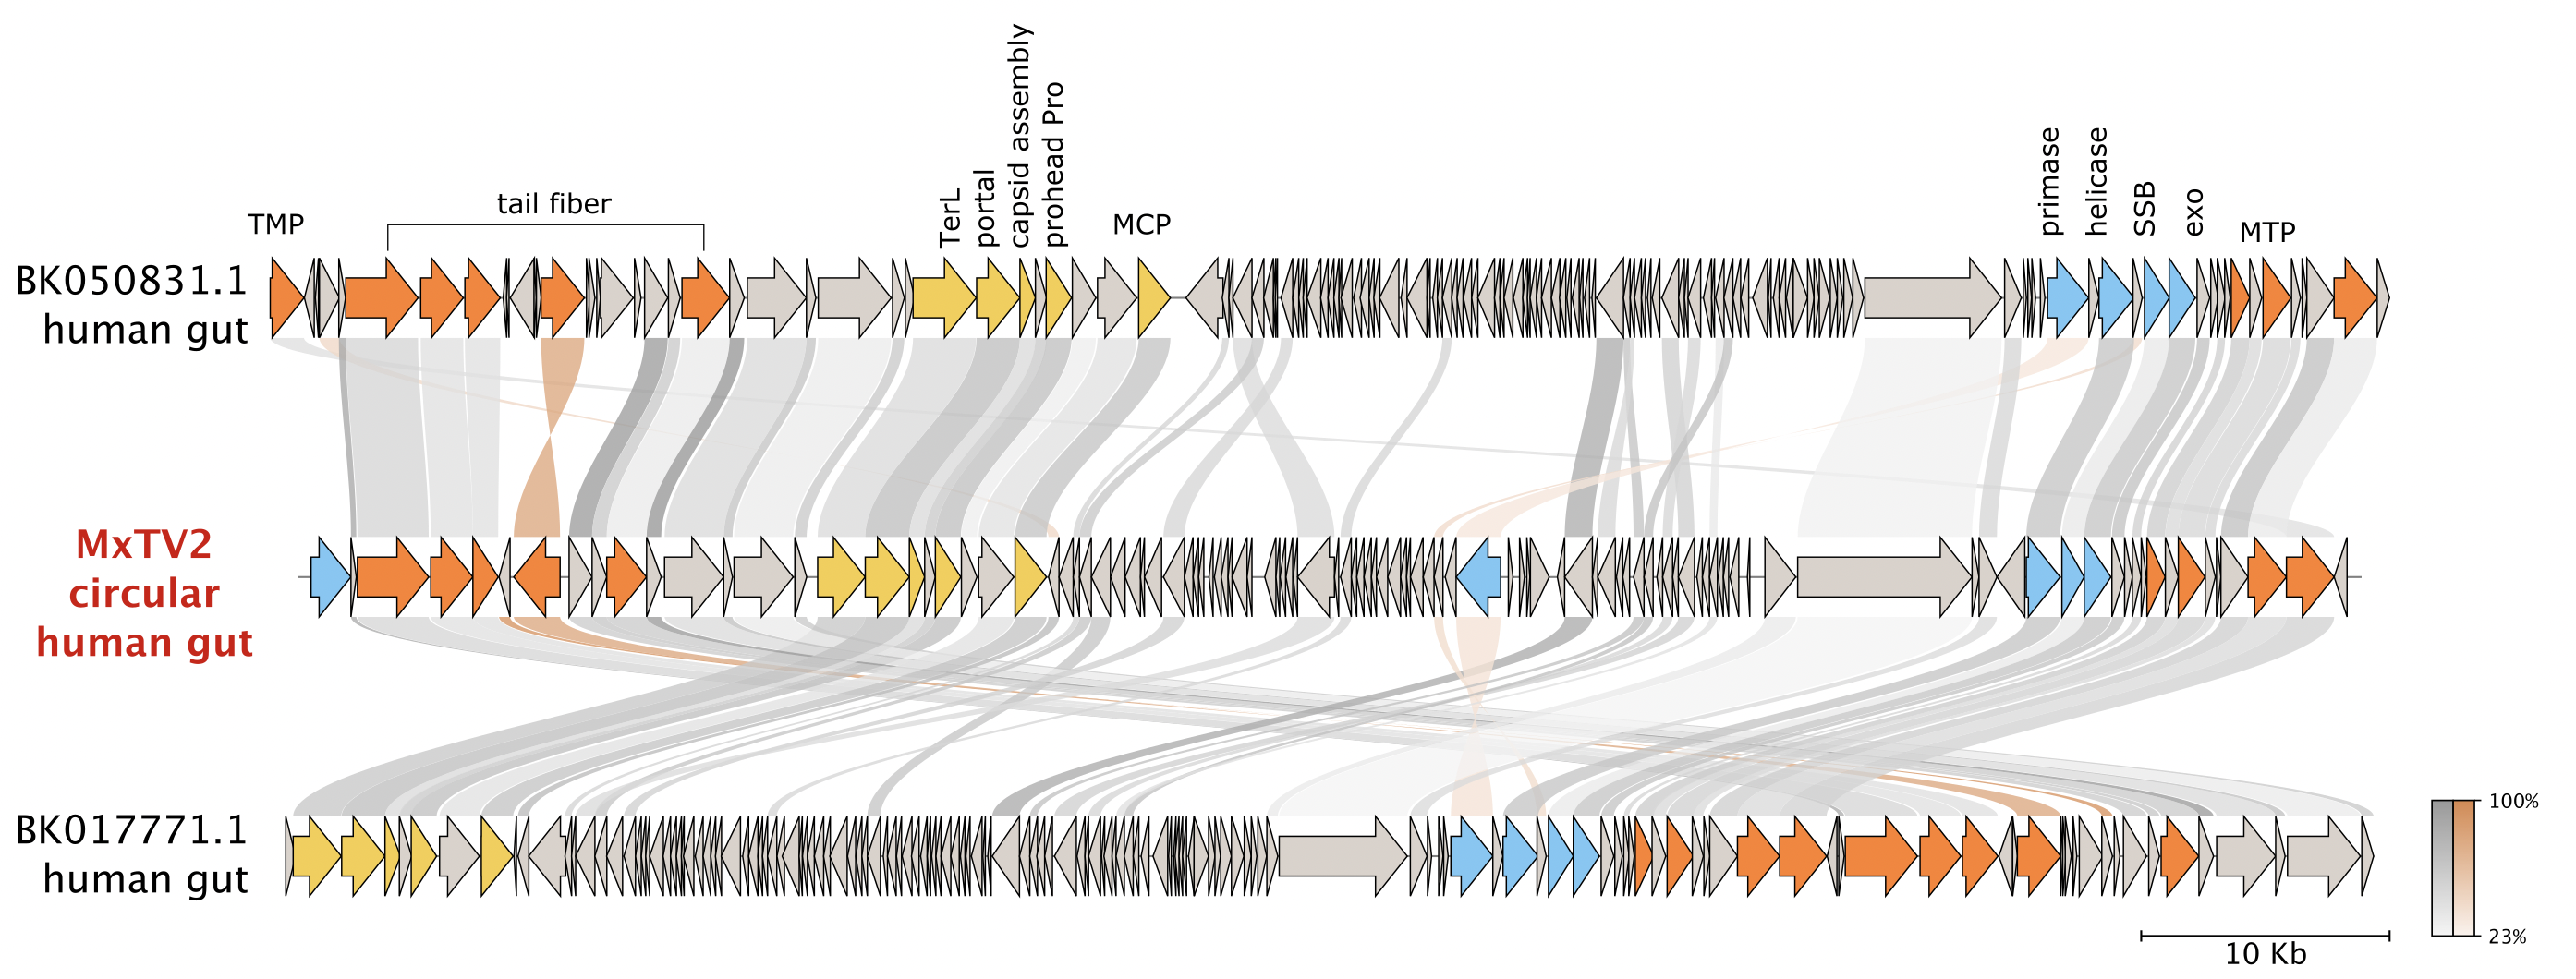 TMP
tail fiber
TerL
portal
capsid assembly
prohead Pro
MCP
primase
helicase
SSB
exo
MTP
BK050831.1
human gut
MxTV2
circular
human gut
BK017771.1
human gut
100%
23%
10 Kb